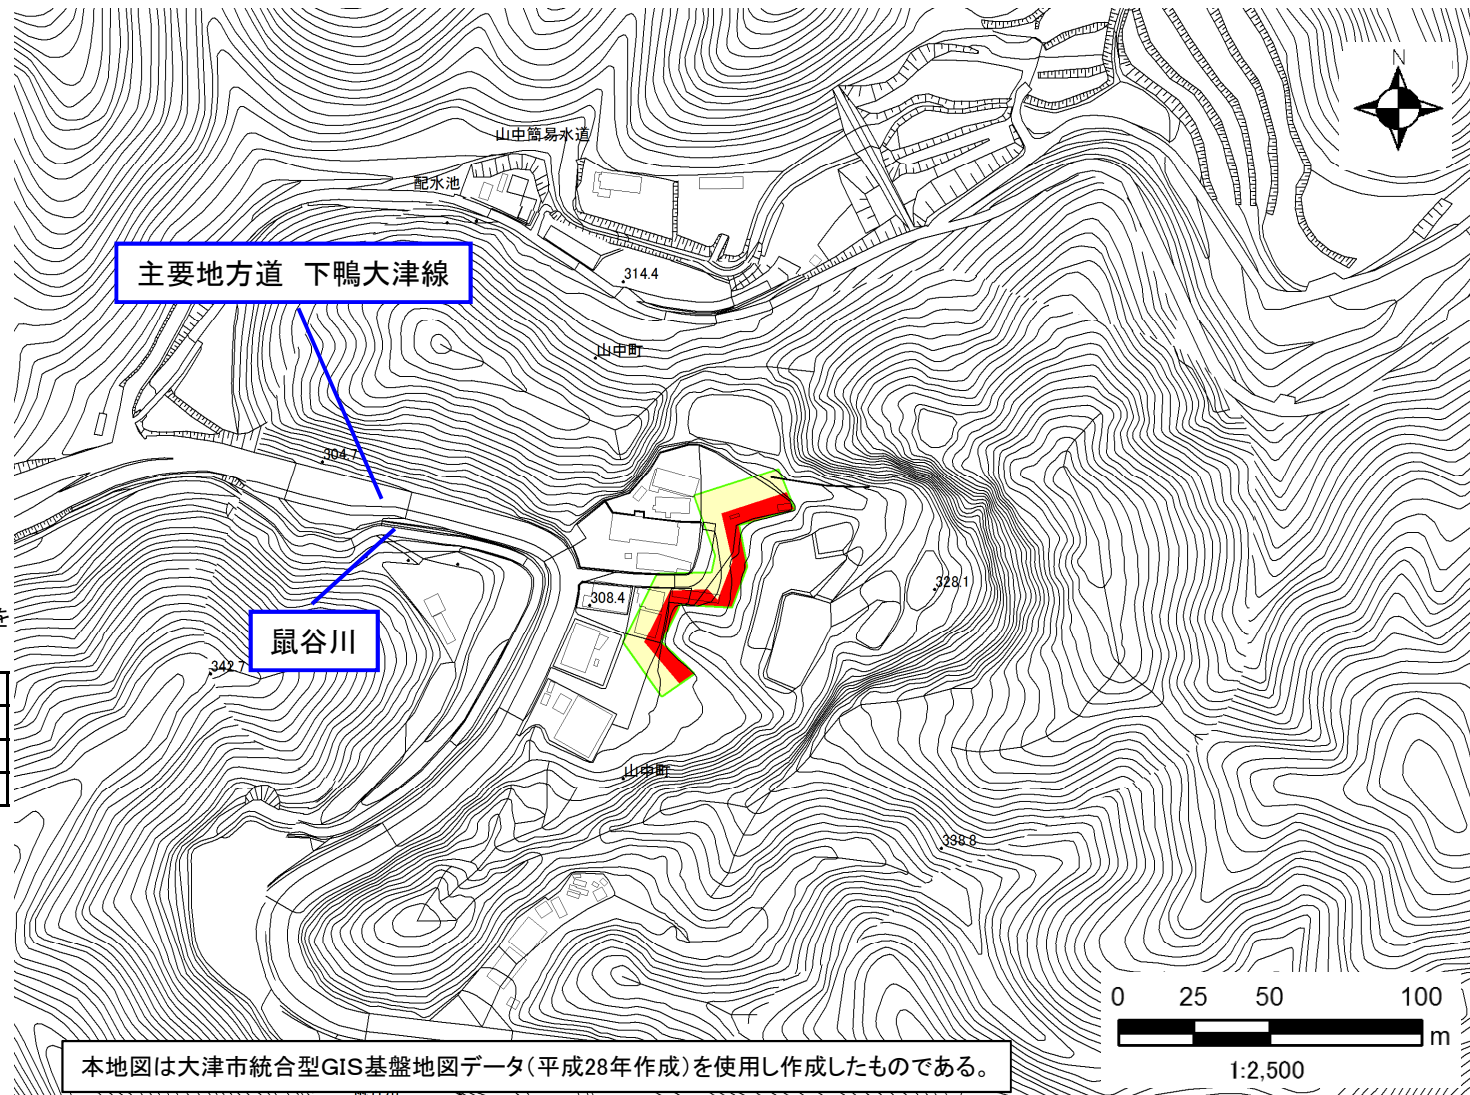 N
山中簡易水道
配水池
主要地方道　下鴨大津線
314.4
山中町
304.7
328.1
308.4
を
鼠谷川
342.7
山中町
338.8
0 25 50 100
m
1:2,500
本地図は大津市統合型GIS基盤地図データ（平成28年作成）を使用し作成したものである。